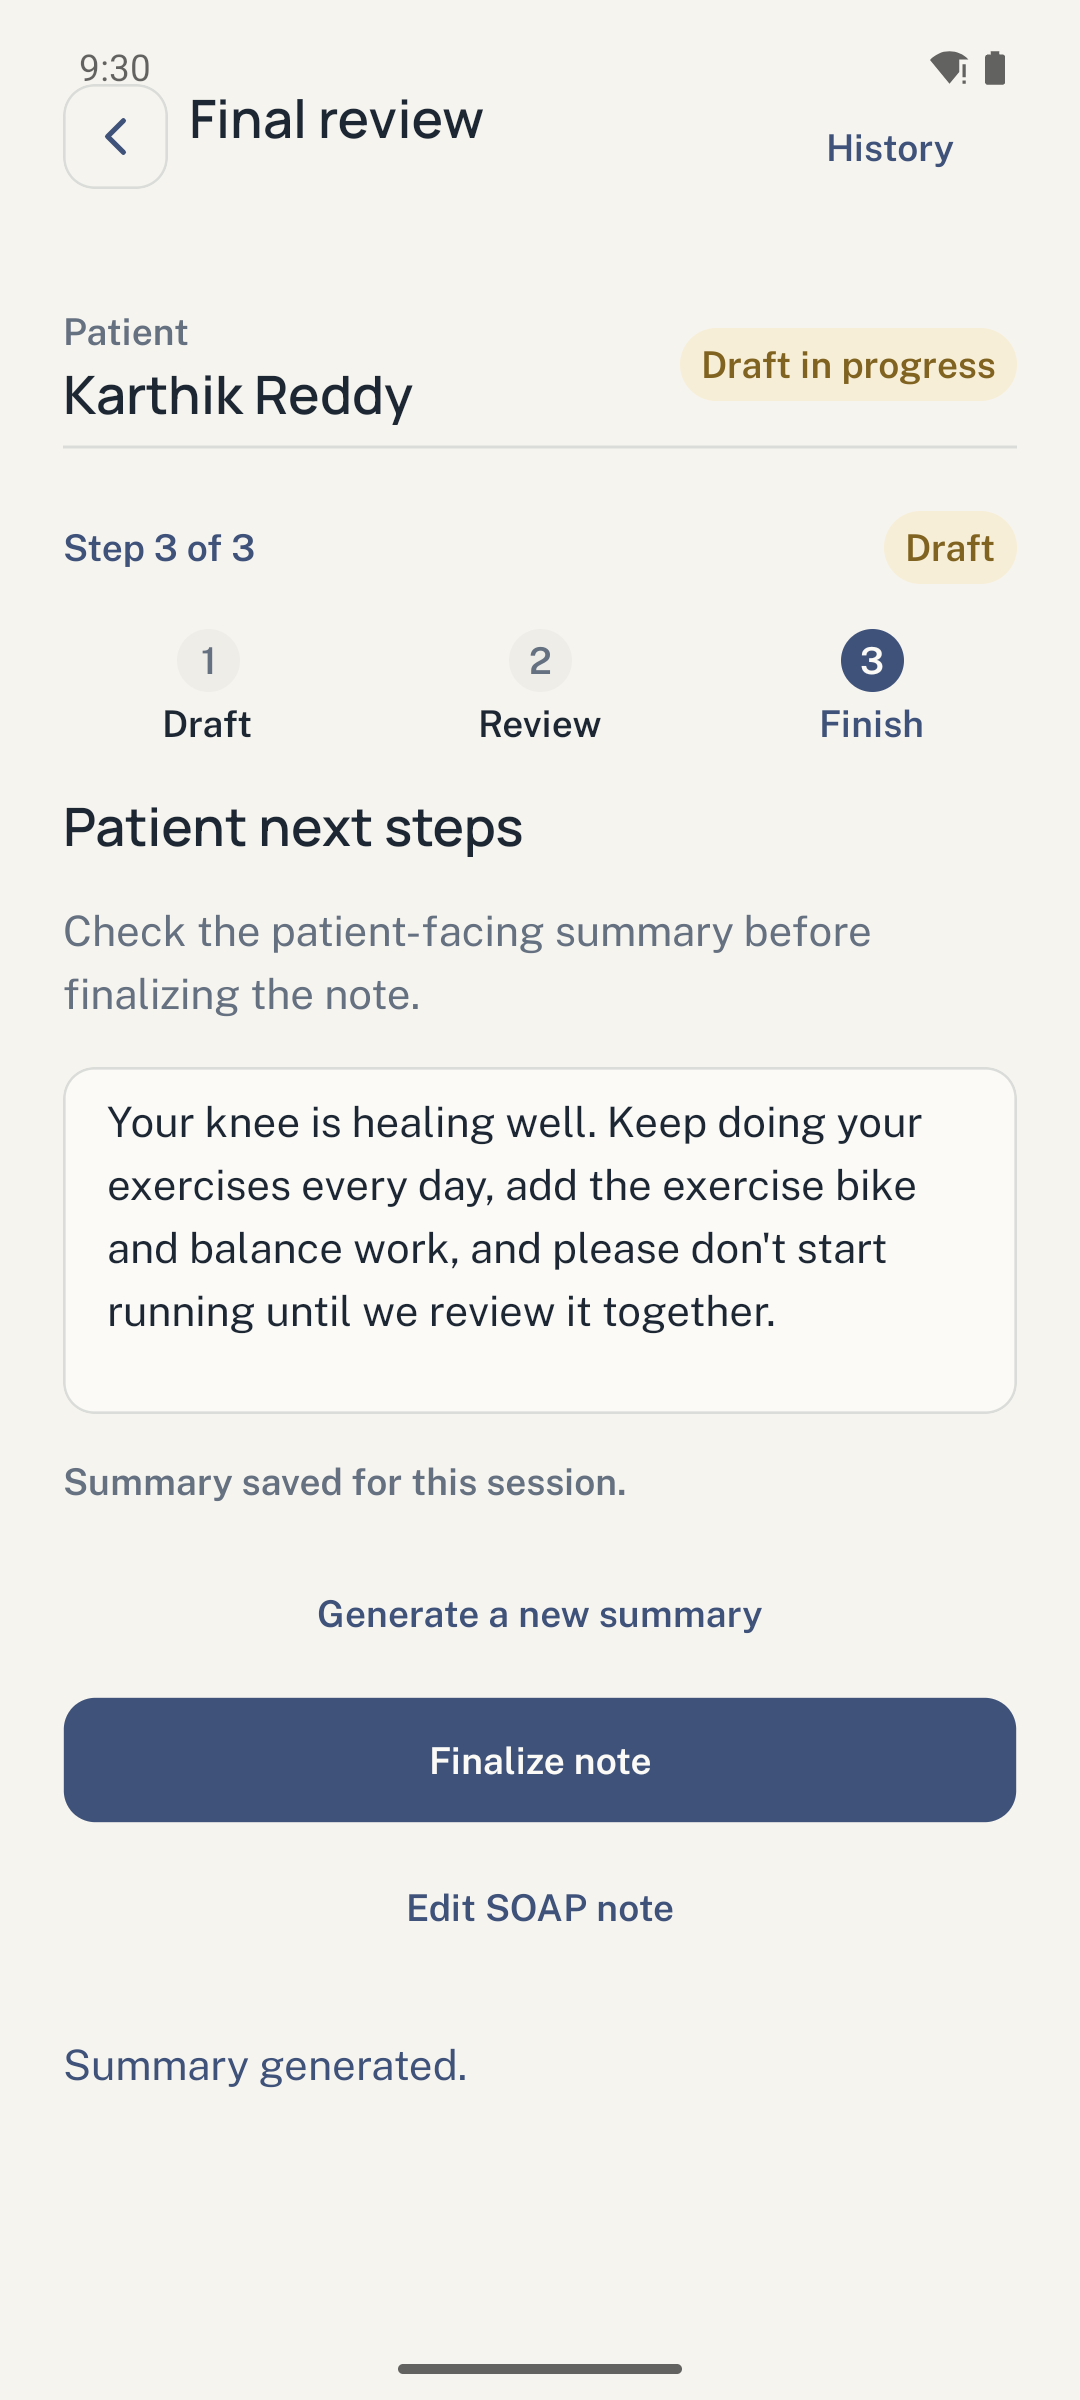 9:30
Final review
History
Patient
Karthik Reddy
Draft in progress
Step 3 of 3
Draft
1
Draft
2
Review
3
Finish
Patient next steps
Check the patient-facing summary before
finalizing the note.
Your knee is healing well. Keep doing your
exercises every day, add the exercise bike
and balance work, and please don't start
running until we review it together.
Summary saved for this session.
Generate a new summary
Finalize note
Edit SOAP note
Summary generated.